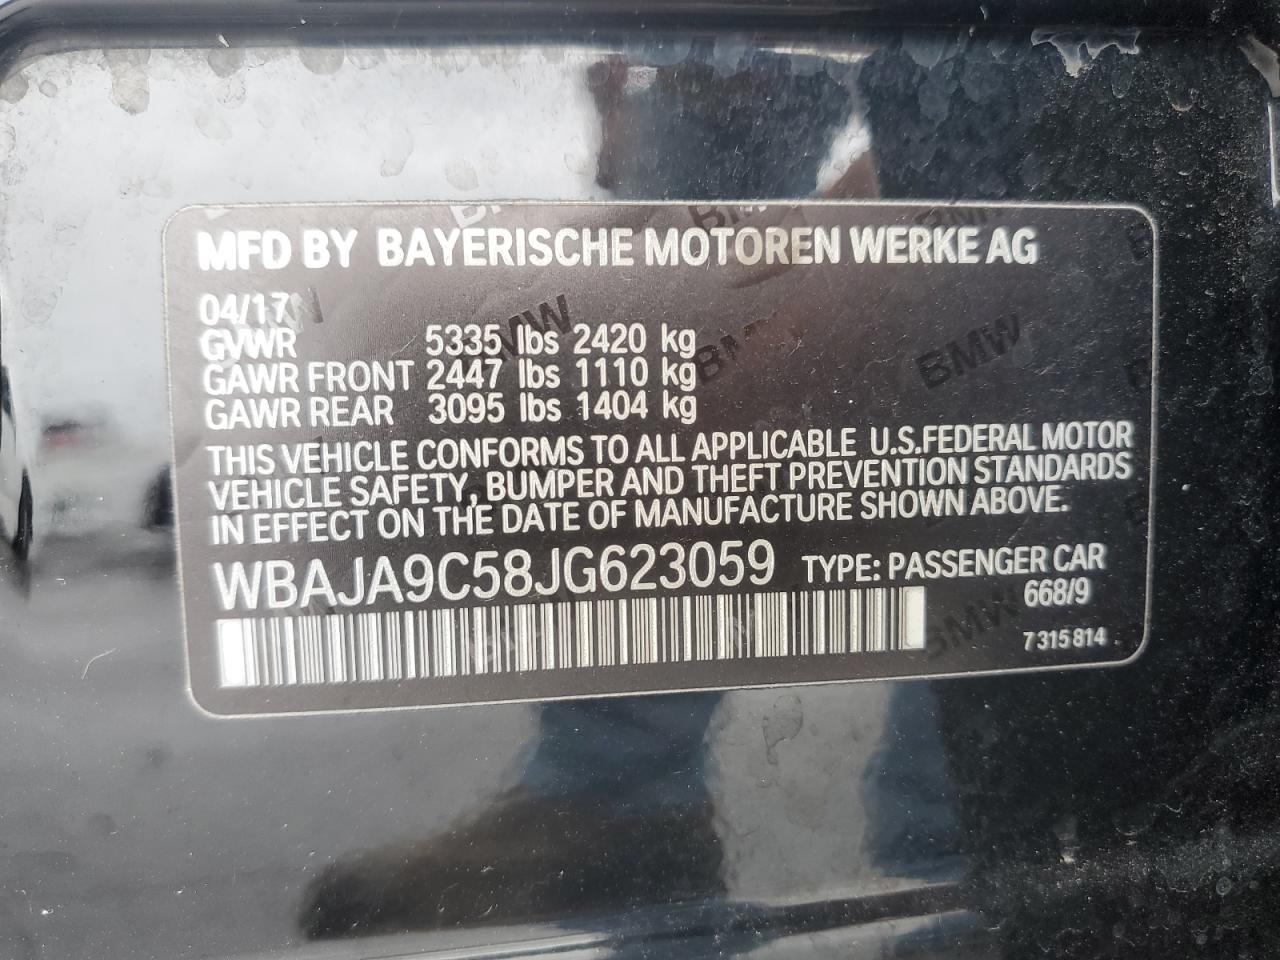 MFD BY BAYERISCHE MOTOREN WERKE AG
04/17
GVWR 5335 lbs 2420 kg
GAWR FRONT 2447 lbs 1110 kg
GAWR REAR 3095 lbs 1404 kg
THIS VEHICLE CONFORMS TO ALL APPLICABLE U.S.FEDERAL MOTOR
VEHICLE SAFETY, BUMPER AND THEFT PREVENTION STANDARDS
IN EFFECT ON THE DATE OF MANUFACTURE SHOWN ABOVE.
WBAJA9C58JG623059 TYPE: PASSENGER CAR
668/9
7 315 814